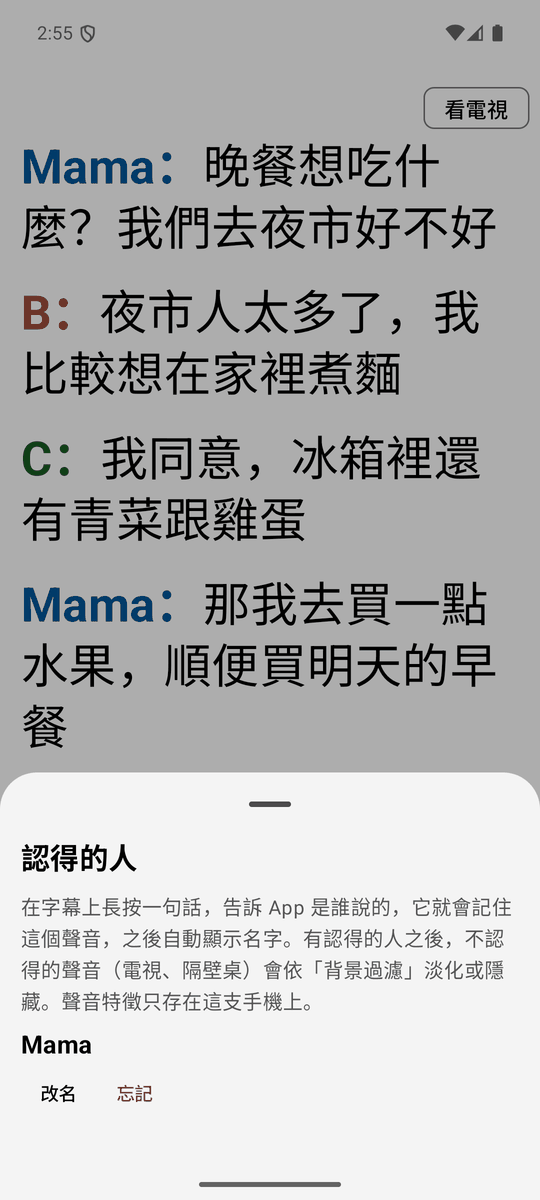 2:55
看電視
Mama：晚餐想吃什
麼？我們去夜市好不好
B：夜市人太多了，我
比較想在家裡煮麵
C：我同意，冰箱裡還
有青菜跟雞蛋
Mama：那我去買一點
水果，順便買明天的早
餐
認得的人
在字幕上長按一句話，告訴 App 是誰說的，它就會記住
這個聲音，之後自動顯示名字。有認得的人之後，不認
得的聲音（電視、隔壁桌）會依「背景過濾」淡化或隱
藏。聲音特徵只存在這支手機上。
Mama
改名 忘記